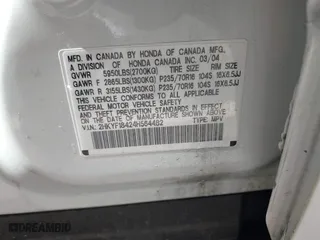 MFD. IN CANADA BY HONDA OF CANADA MFG.,
A DIVISION OF HONDA CANADA INC. 03/04
GVWR 5950LBS(2700KG) TIRE SIZE RIM SIZE
GAWR F 2865LBS(1300KG) P235/70R16 104S 16X6.5JJ
GAWR R 3155LBS(1430KG) P235/70R16 104S 16X6.5JJ
THIS VEHICLE CONFORMS TO ALL APPLICABLE
FEDERAL MOTOR VEHICLE SAFETY STANDARDS IN
EFFECT ON THE DATE OF MANUFACTURE SHOWN ABOVE.
V.I.N.: 2HKYF18424H564483 TYPE: MPV
STOREAMBID